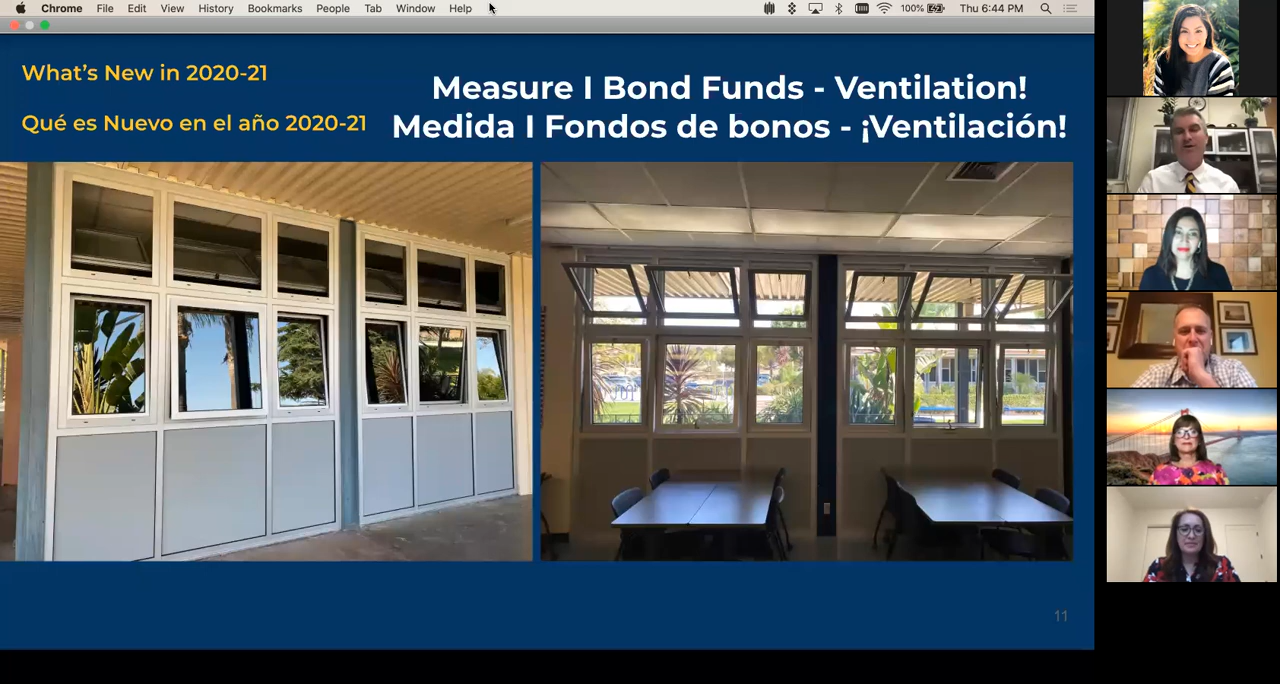 Chrome File Edit View History Bookmarks People Tab Window Help 100% Thu 6:44 PM
What's New in 2020-21
Qué es Nuevo en el año 2020-21
Measure I Bond Funds - Ventilation!
Medida I Fondos de bonos - ¡Ventilación!
11